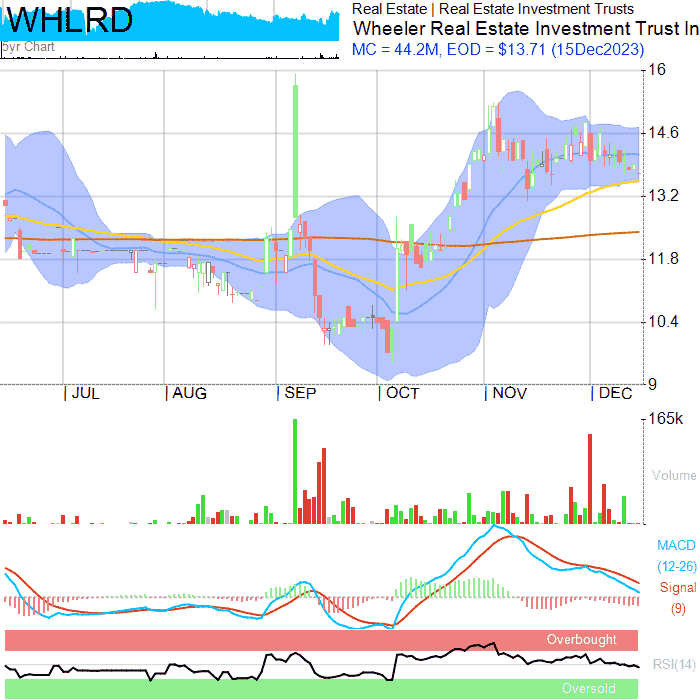 WHLRD
Real Estate | Real Estate Investment Trusts
Wheeler Real Estate Investment Trust In
MC = 44.2M, EOD = $13.71 (15Dec2023)
5yr Chart
16
14.6
13.2
11.8
10.4
9
JUL
AUG
SEP
OCT
NOV
DEC
165k
Volume
MACD
(12-26)
Signal
(9)
Overbought
RSI(14)
Oversold